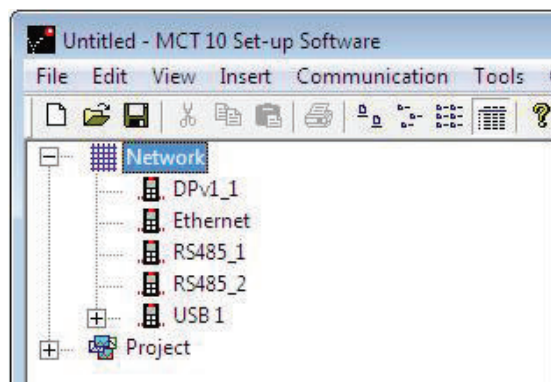 Untitled - MCT 10 Set-up Software
File Edit View Insert Communication Tools
Network
DPv1_1
Ethernet
RS485_1
RS485_2
USB 1
Project